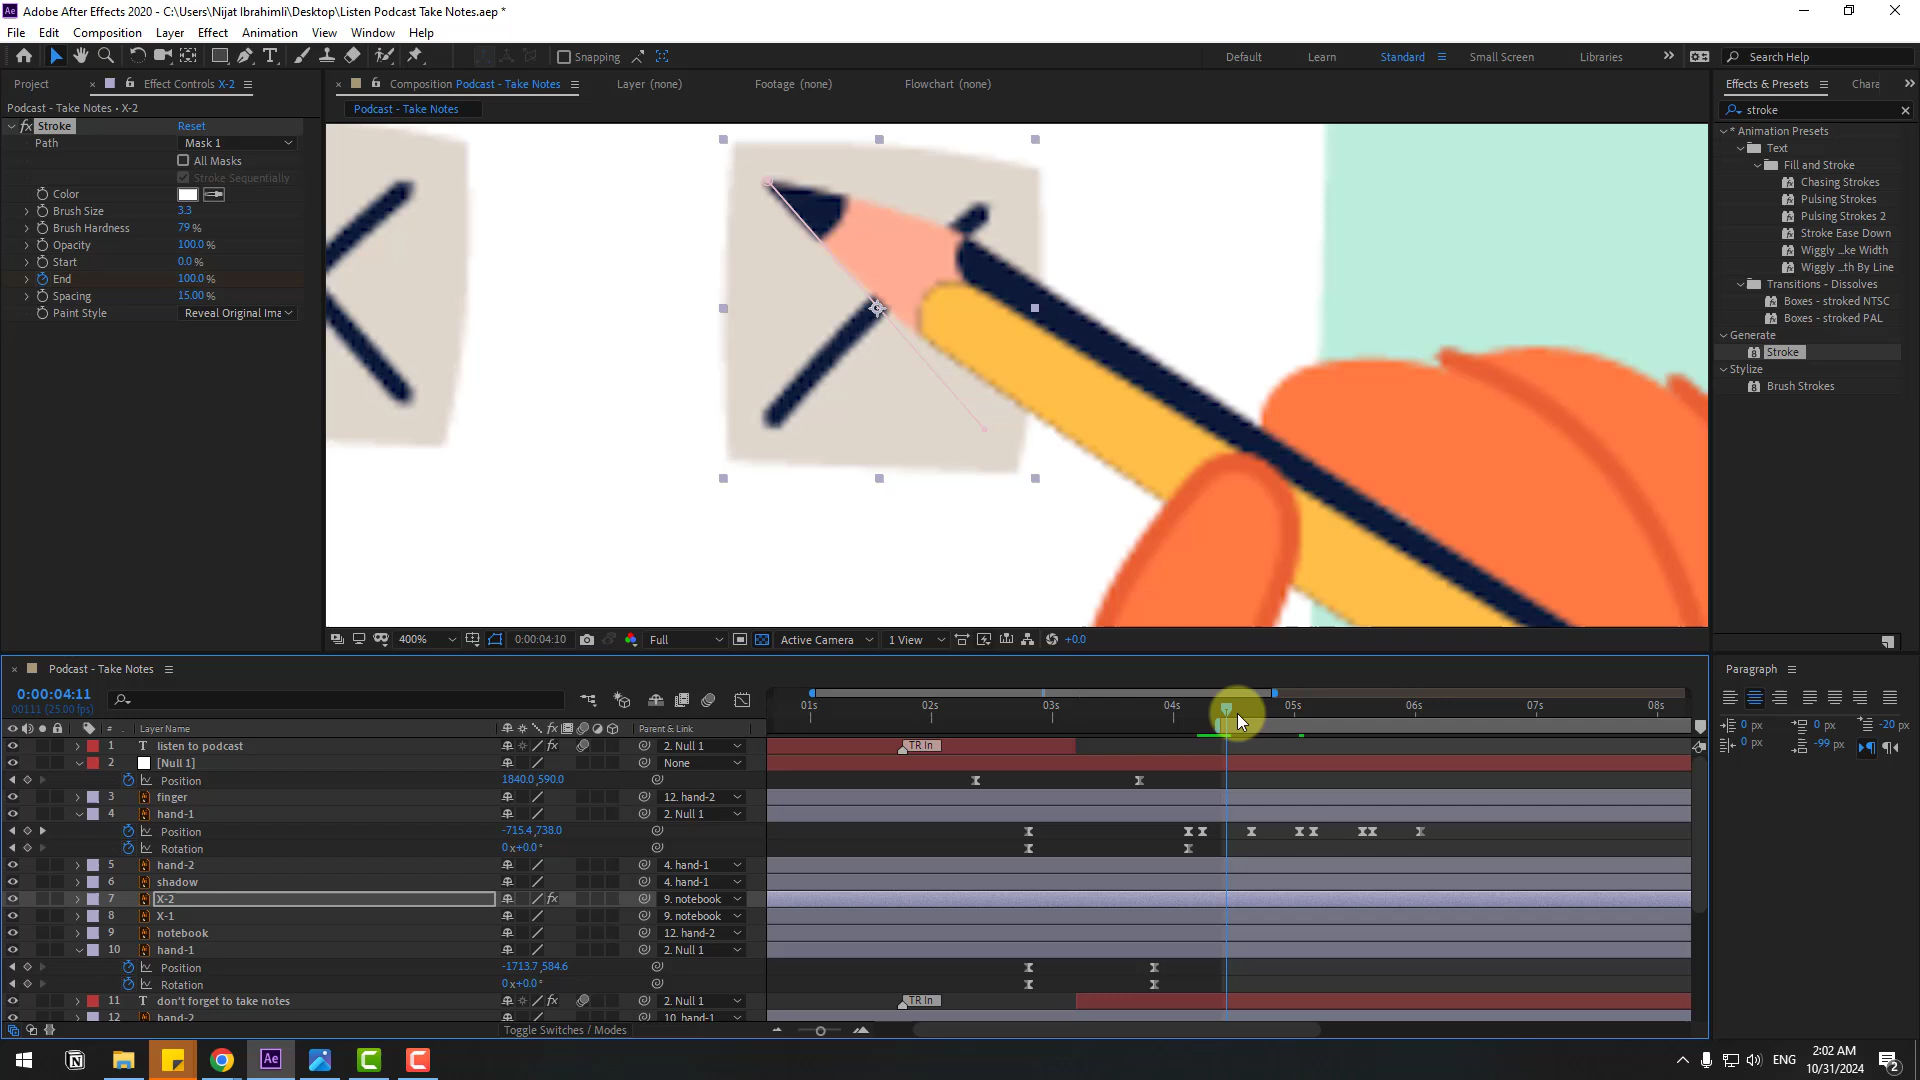 Adobe After Effects 2020 - C:\Users\Nijat Ibrahimli\Desktop\Listen Podcast Take Notes.aep *
File Edit Composition Layer Effect Animation View Window Help
Snapping Default Learn Standard Small Screen Libraries Search Help
Project Effect Controls X-2 Composition Podcast - Take Notes Layer (none) Footage (none) Flowchart (none) Effects & Presets Chara
Podcast - Take Notes • X-2 Podcast - Take Notes stroke
fx Stroke Reset
Path Mask 1
All Masks
Stroke Sequentially
Color
Brush Size 3.3
Brush Hardness 79 %
Opacity 100.0 %
Start 0.0 %
End 100.0 %
Spacing 15.00 %
Paint Style Reveal Original Ima
* Animation Presets
Text
Fill and Stroke
Chasing Strokes
Pulsing Strokes
Pulsing Strokes 2
Stroke Ease Down
Wiggly ...ke Width
Wiggly ...th By Line
Transitions - Dissolves
Boxes - stroked NTSC
Boxes - stroked PAL
Generate
Stroke
Stylize
Brush Strokes
400% 0:00:04:10 Full Active Camera 1 View +0.0
Podcast - Take Notes
0:00:04:11
00111 (25.00 fps)
01s 02s 03s 04s 05s 06s 07s 08s
# Layer Name fx Parent & Link
1 T listen to podcast fx 2. Null 1 TR In
2 [Null 1] None
Position 1840.0,590.0
3 finger 12. hand-2
4 hand-1 2. Null 1
Position -715.4,738.0
Rotation 0x+0.0°
5 hand-2 4. hand-1
6 shadow 4. hand-1
7 X-2 fx 9. notebook
8 X-1 9. notebook
9 notebook 12. hand-2
10 hand-1 2. Null 1
Position -1713.7,584.6
Rotation 0x+0.0°
11 T don't forget to take notes fx 2. Null 1 TR In
12 hand-2 10. hand-1
Toggle Switches / Modes
Paragraph
0 px 0 px -20 px
0 px -99 px
Ae ENG 2:02 AM
10/31/2024 2